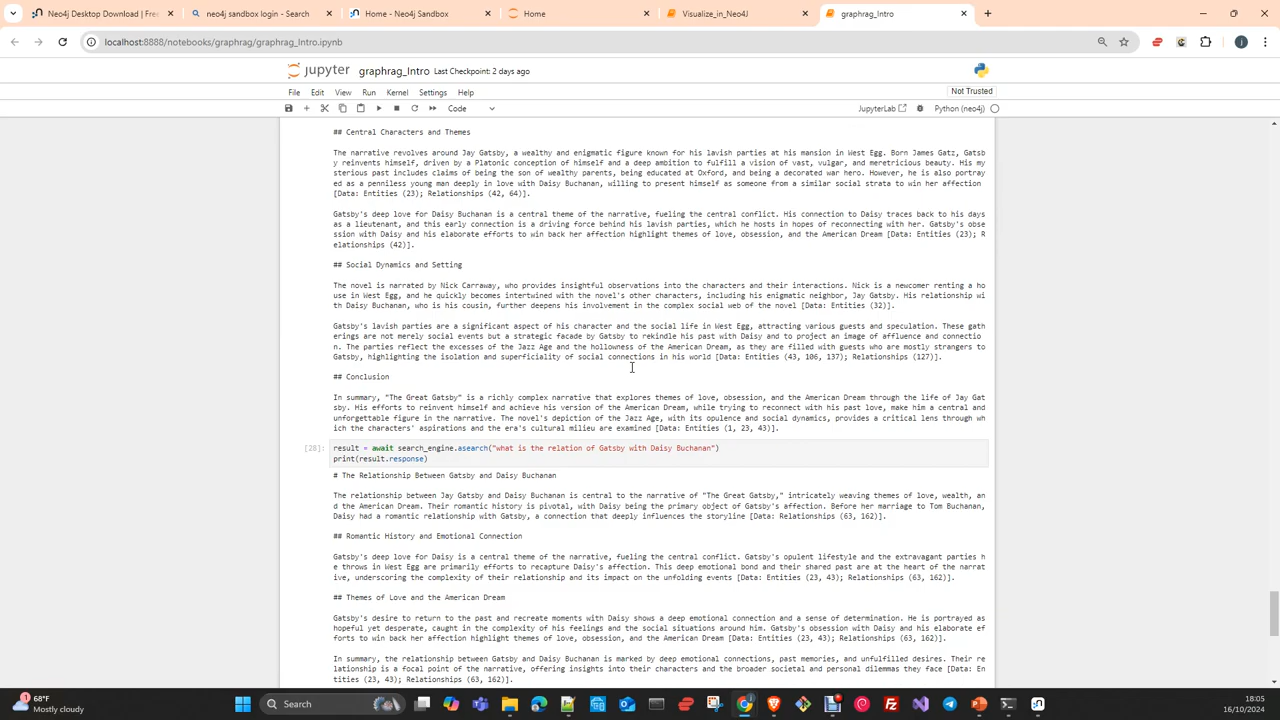 Neo4j Desktop Download | Fre
neo4j sandbox login - Search
Home - Neo4j Sandbox
Home
Visualize_in_Neo4J
graphrag_Intro
localhost:8888/notebooks/graphrag/graphrag_Intro.ipynb
jupyter graphrag_Intro Last Checkpoint: 2 days ago
File Edit View Run Kernel Settings Help
Not Trusted
Code
JupyterLab
Python (neo4j)
## Central Characters and Themes
The narrative revolves around Jay Gatsby, a wealthy and enigmatic figure known for his lavish parties at his mansion in West Egg. Born James Gatz, Gatsb
y reinvents himself, driven by a Platonic conception of himself and a deep ambition to fulfill a vision of vast, vulgar, and meretricious beauty. His my
sterious past includes claims of being the son of wealthy parents, being educated at Oxford, and being a decorated war hero. However, he is also portray
ed as a penniless young man deeply in love with Daisy Buchanan, willing to present himself as someone from a similar social strata to win her affection
[Data: Entities (23); Relationships (42, 64)].
Gatsby's deep love for Daisy Buchanan is a central theme of the narrative, fueling the central conflict. His connection to Daisy traces back to his days
as a lieutenant, and this early connection is a driving force behind his lavish parties, which he hosts in hopes of reconnecting with her. Gatsby's obse
ssion with Daisy and his elaborate efforts to win back her affection highlight themes of love, obsession, and the American Dream [Data: Entities (23); R
elationships (42)].
## Social Dynamics and Setting
The novel is narrated by Nick Carraway, who provides insightful observations into the characters and their interactions. Nick is a newcomer renting a ho
use in West Egg, and he quickly becomes intertwined with the novel's other characters, including his enigmatic neighbor, Jay Gatsby. His relationship wi
th Daisy Buchanan, who is his cousin, further deepens his involvement in the complex social web of the novel [Data: Entities (32)].
Gatsby's lavish parties are a significant aspect of his character and the social life in West Egg, attracting various guests and speculation. These gath
erings are not merely social events but a strategic facade by Gatsby to rekindle his past with Daisy and to project an image of affluence and connectio
n. The parties reflect the excesses of the Jazz Age and the hollowness of the American Dream, as they are filled with guests who are mostly strangers to
Gatsby, highlighting the isolation and superficiality of social connections in his world [Data: Entities (43, 106, 137); Relationships (127)].
## Conclusion
In summary, "The Great Gatsby" is a richly complex narrative that explores themes of love, obsession, and the American Dream through the life of Jay Gat
sby. His efforts to reinvent himself and achieve his version of the American Dream, while trying to reconnect with his past love, make him a central and
unforgettable figure in the narrative. The novel's depiction of the Jazz Age, with its opulence and social dynamics, provides a critical lens through wh
ich the characters' aspirations and the era's cultural milieu are examined [Data: Entities (1, 23, 43)].
[28]: result = await search_engine.asearch("what is the relation of Gatsby with Daisy Buchanan")
print(result.response)
# The Relationship Between Gatsby and Daisy Buchanan
The relationship between Jay Gatsby and Daisy Buchanan is central to the narrative of "The Great Gatsby," intricately weaving themes of love, wealth, an
d the American Dream. Their romantic history is pivotal, with Daisy being the primary object of Gatsby's affection. Before her marriage to Tom Buchanan,
Daisy had a romantic relationship with Gatsby, a connection that deeply influences the storyline [Data: Relationships (63, 162)].
## Romantic History and Emotional Connection
Gatsby's deep love for Daisy is a central theme of the narrative, fueling the central conflict. Gatsby's opulent lifestyle and the extravagant parties h
e throws in West Egg are primarily efforts to recapture Daisy's affection. This deep emotional bond and their shared past are at the heart of the narrat
ive, underscoring the complexity of their relationship and its impact on the unfolding events [Data: Entities (23, 43); Relationships (63, 162)].
## Themes of Love and the American Dream
Gatsby's desire to return to the past and recreate moments with Daisy shows a deep emotional connection and a sense of determination. He is portrayed as
hopeful yet desperate, caught in the complexity of his feelings and the social situations around him. Gatsby's obsession with Daisy and his elaborate ef
forts to win back her affection highlight themes of love, obsession, and the American Dream [Data: Entities (23, 43); Relationships (63, 162)].
In summary, the relationship between Gatsby and Daisy Buchanan is marked by deep emotional connections, past memories, and unfulfilled desires. Their re
lationship is a focal point of the narrative, offering insights into their characters and the broader societal and personal dilemmas they face [Data: En
tities (23, 43); Relationships (63, 162)].
68°F
Mostly cloudy
Search
18:05
16/10/2024